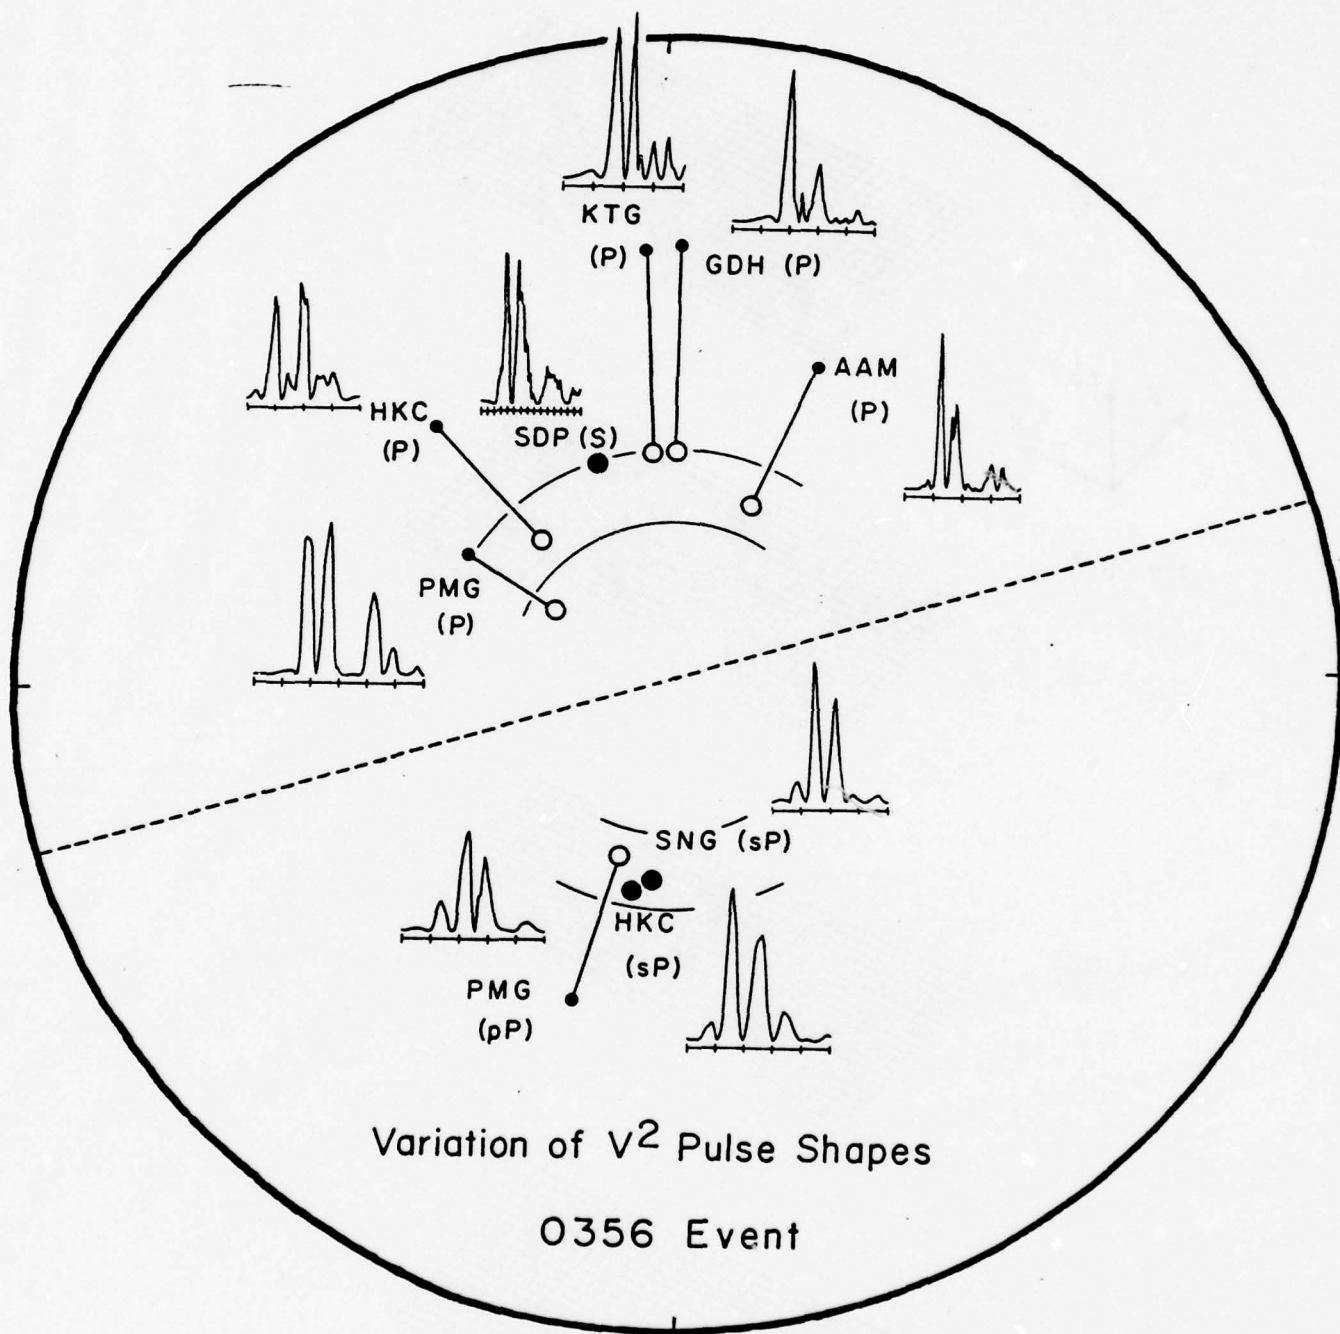 KTG
(P)
GDH (P)
AAM
(P)
HKC
(P)
SDP (S)
PMG
(P)
SNG (sP)
HKC
(sP)
PMG
(pP)
Variation of V² Pulse Shapes
0356 Event